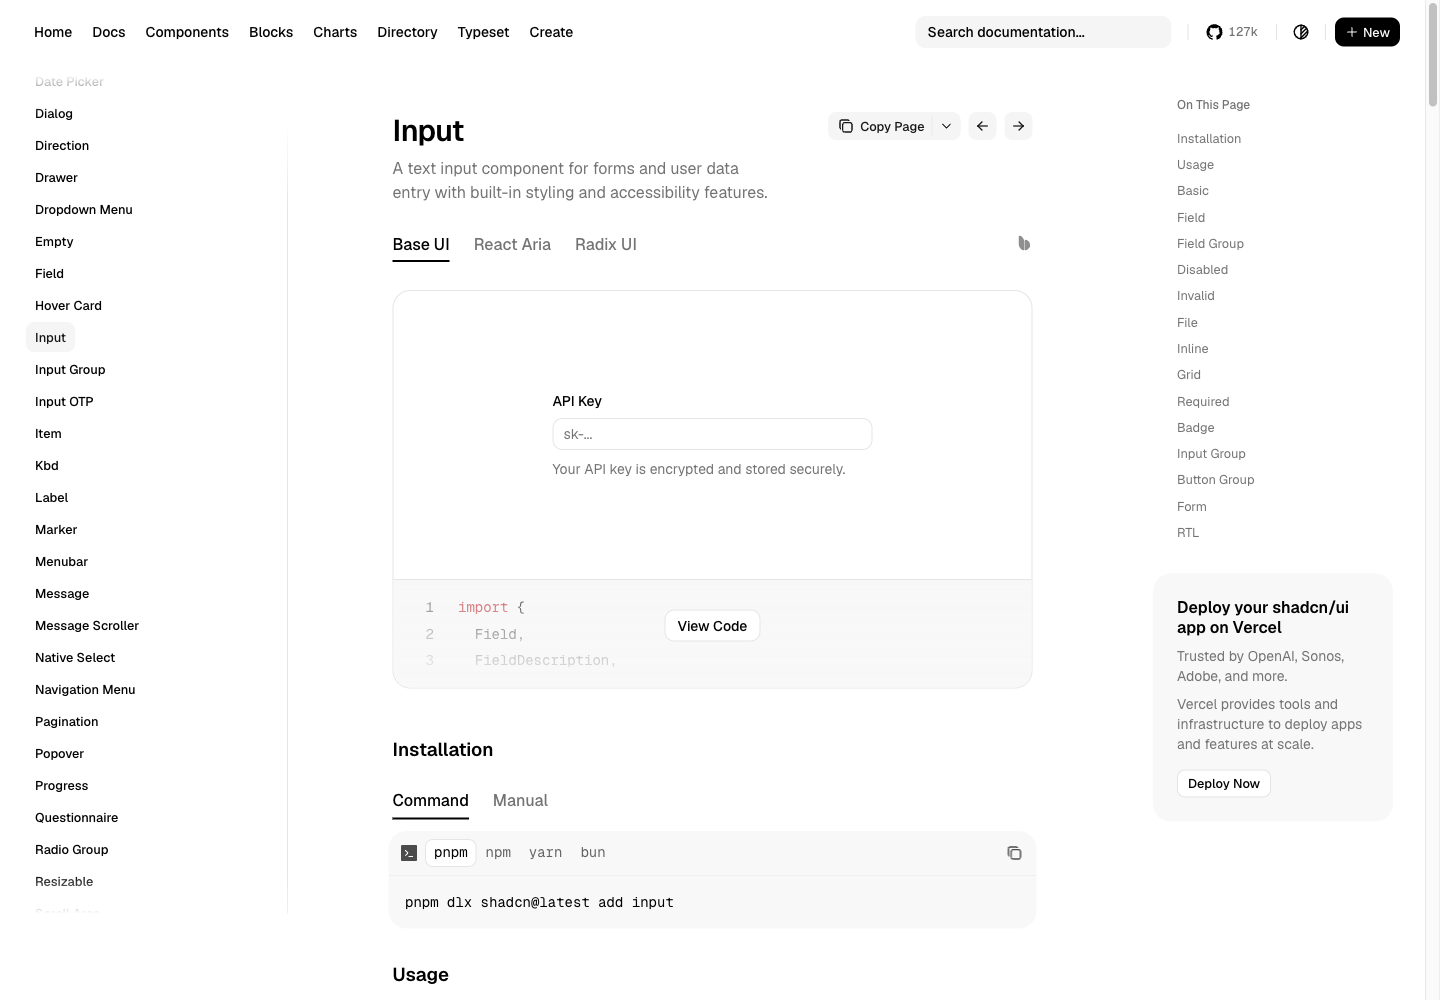 Home Docs Components Blocks Charts Directory Typeset Create
Search documentation...
127k
New
Date Picker
Dialog
Direction
Drawer
Dropdown Menu
Empty
Field
Hover Card
Input
Input Group
Input OTP
Item
Kbd
Label
Marker
Menubar
Message
Message Scroller
Native Select
Navigation Menu
Pagination
Popover
Progress
Questionnaire
Radio Group
Resizable
Input
Copy Page
A text input component for forms and user data
entry with built-in styling and accessibility features.
Base UI React Aria Radix UI
API Key
sk-...
Your API key is encrypted and stored securely.
1 import {
2 Field,
3 FieldDescription,
View Code
Installation
Command Manual
pnpm npm yarn bun
pnpm dlx shadcn@latest add input
Usage
On This Page
Installation
Usage
Basic
Field
Field Group
Disabled
Invalid
File
Inline
Grid
Required
Badge
Input Group
Button Group
Form
RTL
Deploy your shadcn/ui
app on Vercel
Trusted by OpenAI, Sonos,
Adobe, and more.
Vercel provides tools and
infrastructure to deploy apps
and features at scale.
Deploy Now